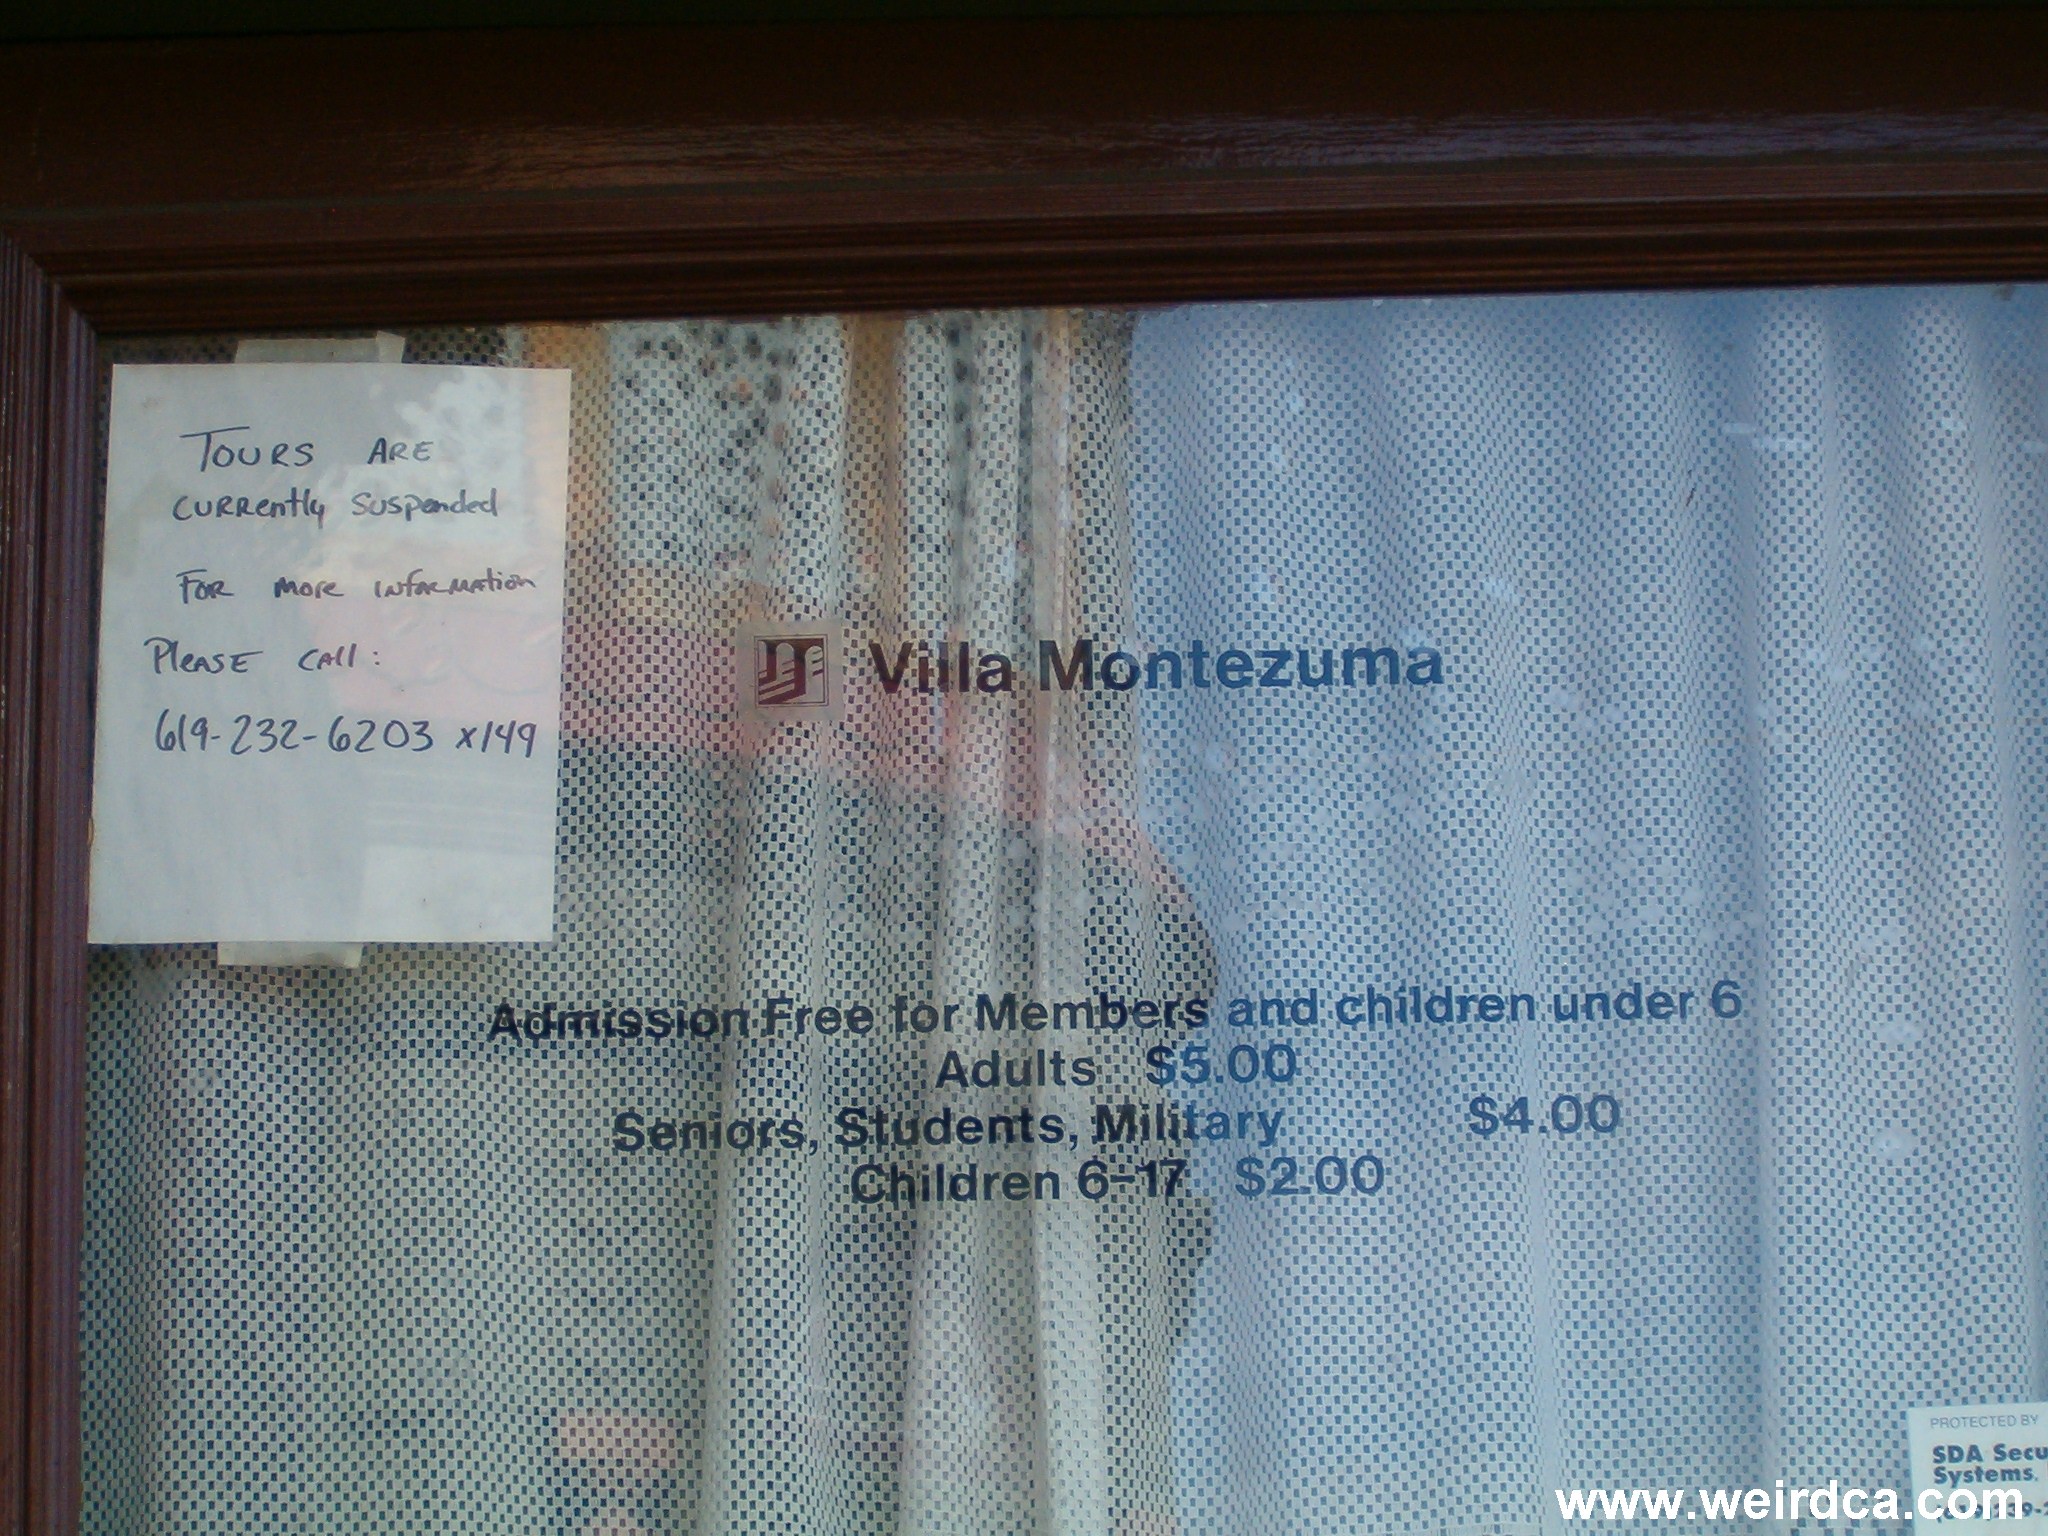 TOURS ARE
CURRently Suspended
FOR more information
Please call:
619-232-6203 x149
Villa Montezuma
Admission Free for Members and children under 6
Adults $5.00
Seniors, Students, Military $4.00
Children 6-17 $2.00
PROTECTED BY
SDA Secu
Systems.
www.weirdca.com